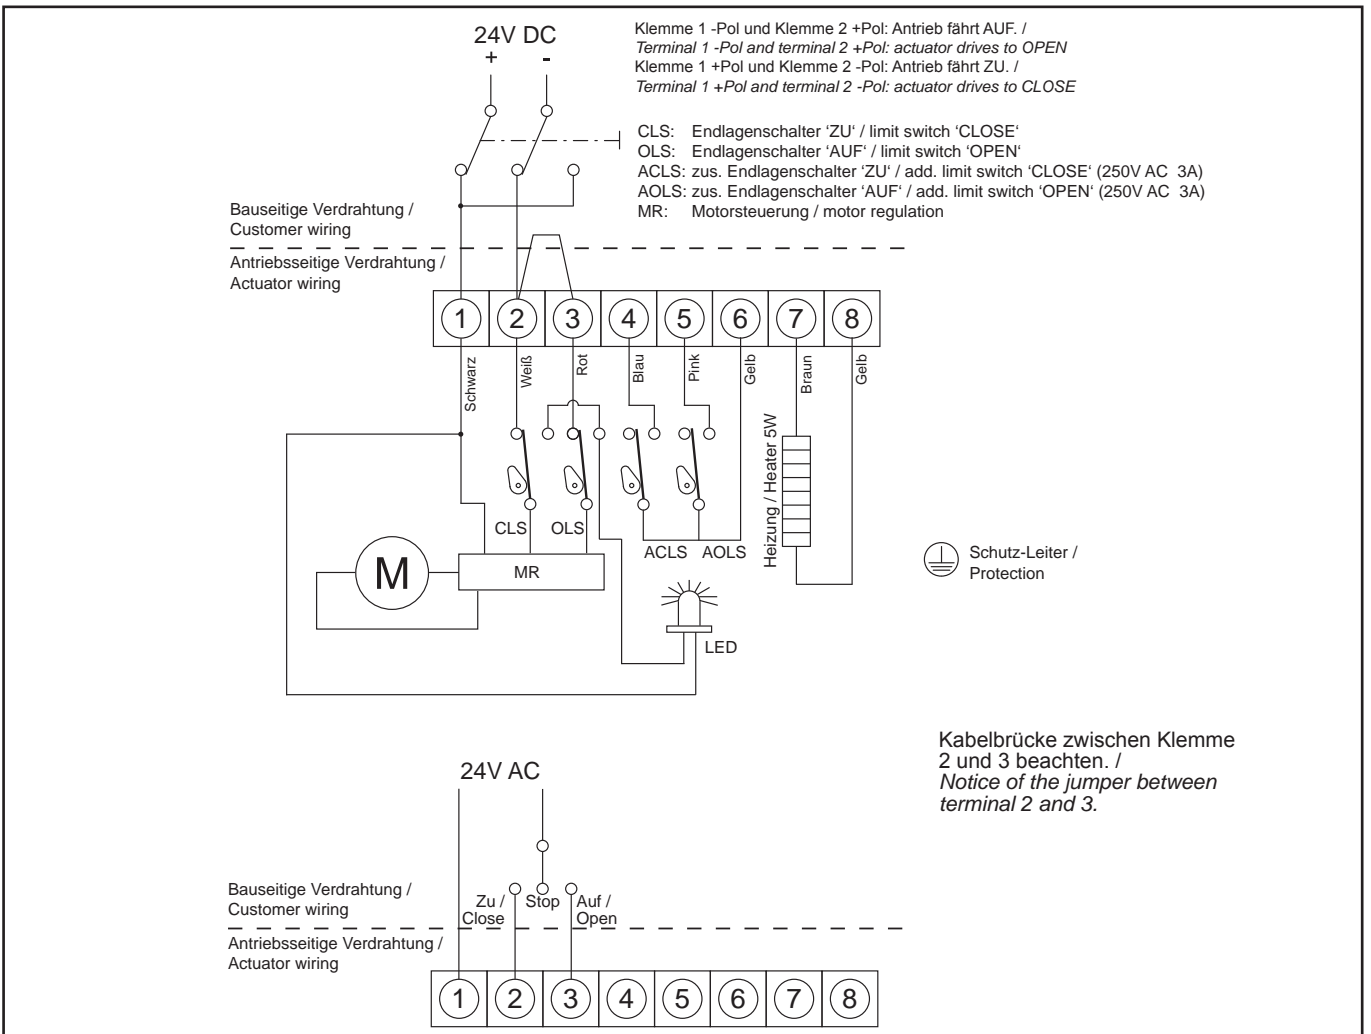 24V DC
+ -
Klemme 1 -Pol und Klemme 2 +Pol: Antrieb fährt AUF. /
Terminal 1 -Pol and terminal 2 +Pol: actuator drives to OPEN
Klemme 1 +Pol und Klemme 2 -Pol: Antrieb fährt ZU. /
Terminal 1 +Pol and terminal 2 -Pol: actuator drives to CLOSE
CLS: Endlagenschalter ‘ZU‘ / limit switch ‘CLOSE‘
OLS: Endlagenschalter ‘AUF‘ / limit switch ‘OPEN‘
ACLS: zus. Endlagenschalter ‘ZU‘ / add. limit switch ‘CLOSE‘ (250V AC 3A)
AOLS: zus. Endlagenschalter ‘AUF‘ / add. limit switch ‘OPEN‘ (250V AC 3A)
MR: Motorsteuerung / motor regulation
Bauseitige Verdrahtung /
Customer wiring
Antriebsseitige Verdrahtung /
Actuator wiring
1 2 3 4 5 6 7 8
Schwarz
Weiß
Rot
Blau
Pink
Gelb
Braun
Gelb
Heizung / Heater 5W
CLS OLS
ACLS AOLS
M
MR
LED
Schutz-Leiter /
Protection
Kabelbrücke zwischen Klemme
2 und 3 beachten. /
Notice of the jumper between
terminal 2 and 3.
24V AC
Bauseitige Verdrahtung /
Customer wiring
Zu /
Close
Stop
Auf /
Open
Antriebsseitige Verdrahtung /
Actuator wiring
1 2 3 4 5 6 7 8